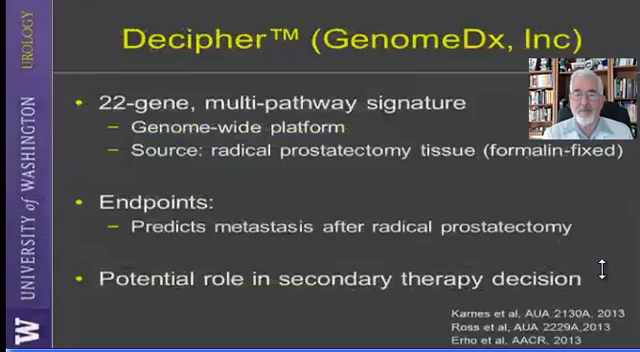 UROLOGY
UNIVERSITY of WASHINGTON
W
Decipher™ (GenomeDx, Inc)
• 22-gene, multi-pathway signature
– Genome-wide platform
– Source: radical prostatectomy tissue (formalin-fixed)
• Endpoints:
– Predicts metastasis after radical prostatectomy
• Potential role in secondary therapy decision
Karnes et al, AUA 2130A, 2013
Ross et al, AUA 2229A, 2013
Erho et al, AACR, 2013